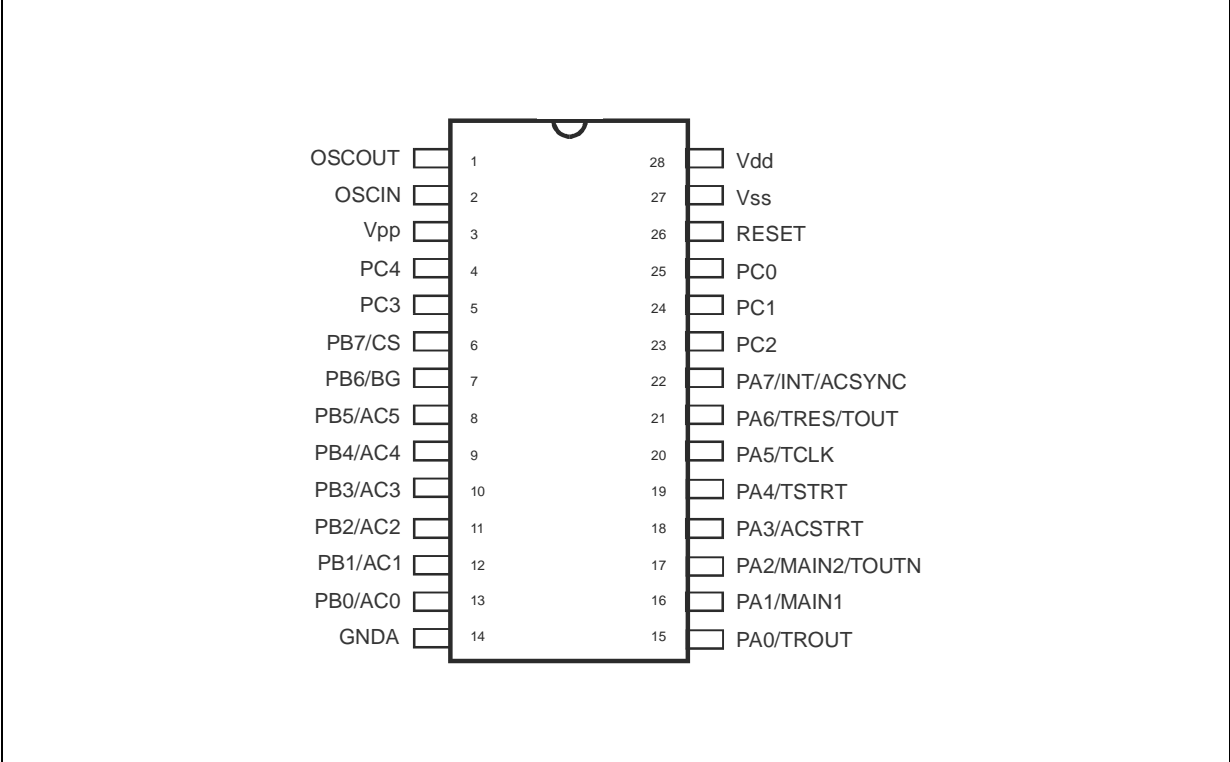 OSCOUT 1 28 Vdd
OSCIN 2 27 Vss
Vpp 3 26 RESET
PC4 4 25 PC0
PC3 5 24 PC1
PB7/CS 6 23 PC2
PB6/BG 7 22 PA7/INT/ACSYNC
PB5/AC5 8 21 PA6/TRES/TOUT
PB4/AC4 9 20 PA5/TCLK
PB3/AC3 10 19 PA4/TSTRT
PB2/AC2 11 18 PA3/ACSTRT
PB1/AC1 12 17 PA2/MAIN2/TOUTN
PB0/AC0 13 16 PA1/MAIN1
GNDA 14 15 PA0/TROUT